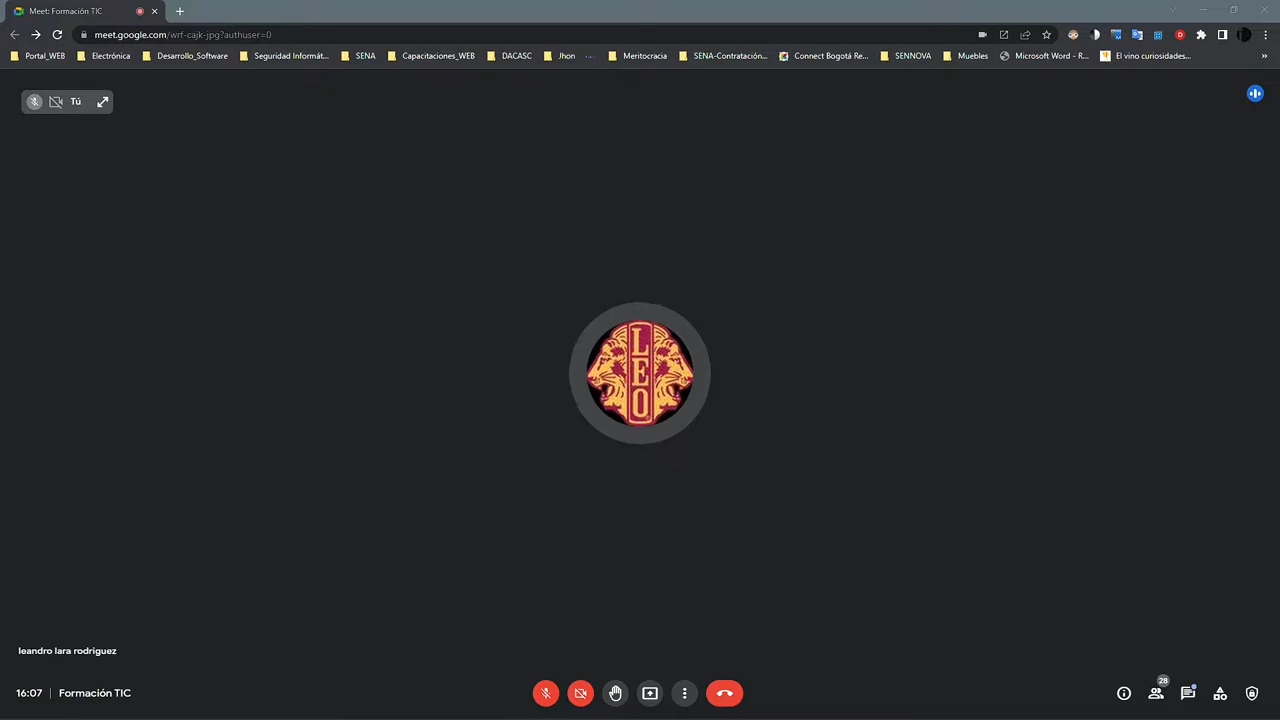 Meet: Formación TIC
meet.google.com/wrf-cajk-jpg?authuser=0
Portal_WEB Electrónica Desarrollo_Software Seguridad Informát... SENA Capacitaciones_WEB DACASC Jhon ... Meritocracia SENA-Contratación... Connect Bogotá Re... SENNOVA Muebles Microsoft Word - R... El vino curiosidades... »
Tú
LEO
leandro lara rodriguez
28
16:07 | Formación TIC